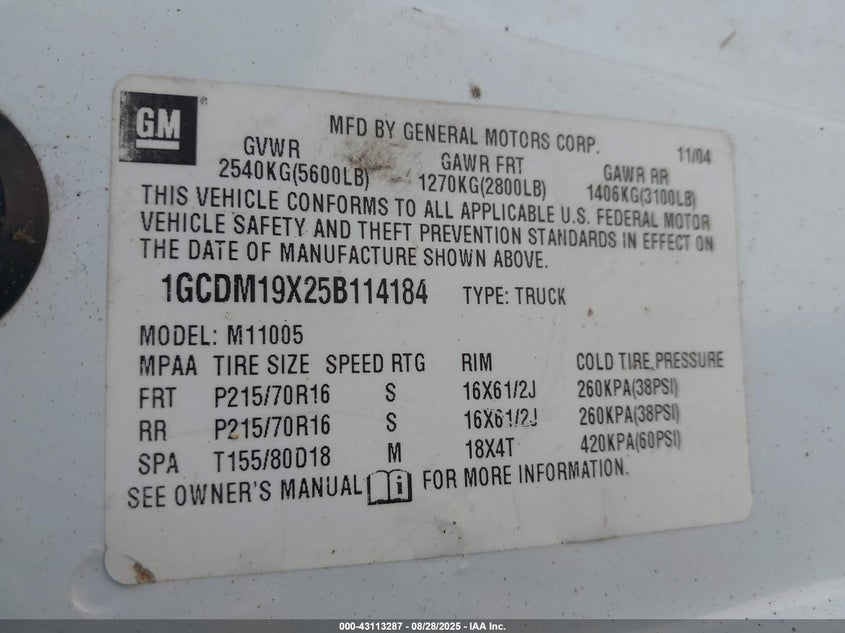 GM
MFD BY GENERAL MOTORS CORP. 11/04
GVWR GAWR FRT GAWR RR
2540KG(5600LB) 1270KG(2800LB) 1406KG(3100LB)
THIS VEHICLE CONFORMS TO ALL APPLICABLE U.S. FEDERAL MOTOR
VEHICLE SAFETY AND THEFT PREVENTION STANDARDS IN EFFECT ON
THE DATE OF MANUFACTURE SHOWN ABOVE.
1GCDM19X25B114184 TYPE: TRUCK
MODEL: M11005
MPAA TIRE SIZE SPEED RTG RIM COLD TIRE PRESSURE
FRT P215/70R16 S 16X61/2J 260KPA(38PSI)
RR P215/70R16 S 16X61/2J 260KPA(38PSI)
SPA T155/80D18 M 18X4T 420KPA(60PSI)
SEE OWNER'S MANUAL i FOR MORE INFORMATION.
000-43113287 - 08/28/2025 - IAA Inc.